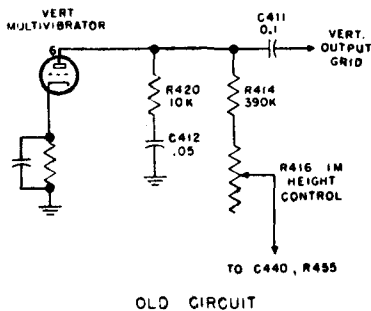 VERT
MULTIVIBRATOR
6
C411
0.1
VERT.
OUTPUT
GRID
R420
10K
R414
390K
C412
.05
R416 1M
HEIGHT
CONTROL
TO C440, R455
OLD CIRCUIT